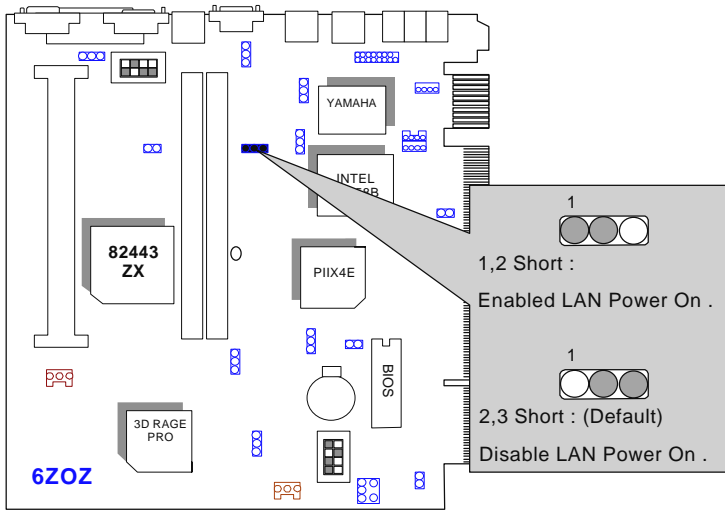 YAMAHA
INTEL
82443
ZX
PIIX4E
BIOS
3D RAGE
PRO
6ZOZ
1
1,2 Short :
Enabled LAN Power On .
1
2,3 Short : (Default)
Disable LAN Power On .